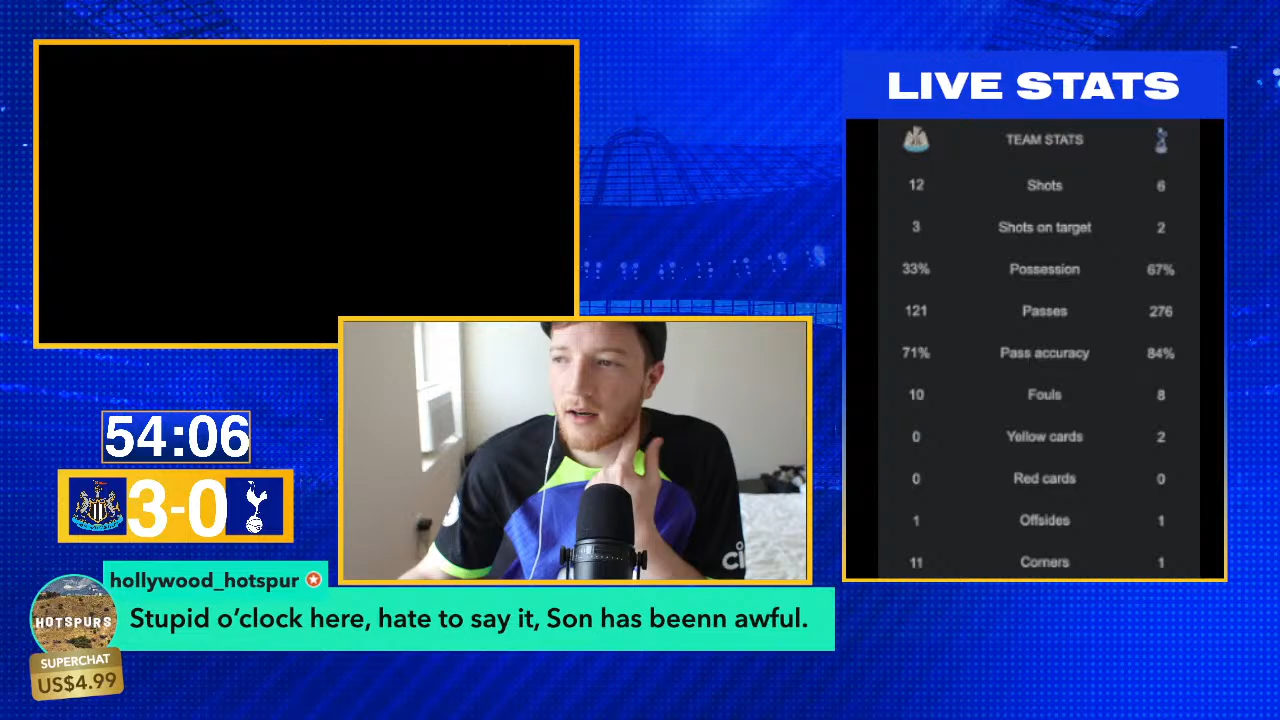 LIVE STATS
TEAM STATS
12 Shots 6
3 Shots on target 2
33% Possession 67%
121 Passes 276
71% Pass accuracy 84%
10 Fouls 8
0 Yellow cards 2
0 Red cards 0
1 Offsides 1
11 Corners 1
54:06
3-0
hollywood_hotspur
Stupid o’clock here, hate to say it, Son has beenn awful.
HOTSPURS
SUPERCHAT
US$4.99